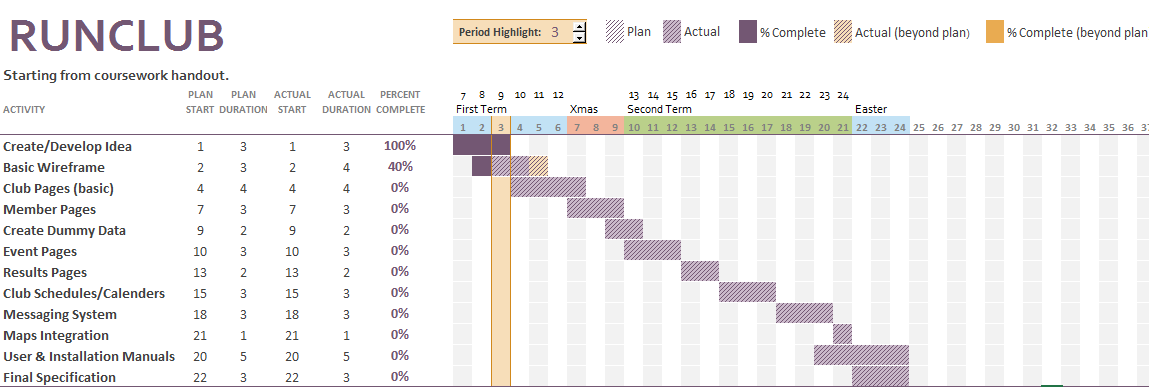 RUNCLUB
Period Highlight: 3
Plan
Actual
% Complete
Actual (beyond plan)
% Complete (beyond plan
Starting from coursework handout.
ACTIVITY
PLAN START
PLAN DURATION
ACTUAL START
ACTUAL DURATION
PERCENT COMPLETE
7 8 9 10 11 12 13 14 15 16 17 18 19 20 21 22 23 24
First Term Xmas Second Term Easter
1 2 3 4 5 6 7 8 9 10 11 12 13 14 15 16 17 18 19 20 21 22 23 24 25 26 27 28 29 30 31 32 33 34 35 36 37
Create/Develop Idea 1 3 1 3 100%
Basic Wireframe 2 3 2 4 40%
Club Pages (basic) 4 4 4 4 0%
Member Pages 7 3 7 3 0%
Create Dummy Data 9 2 9 2 0%
Event Pages 10 3 10 3 0%
Results Pages 13 2 13 2 0%
Club Schedules/Calenders 15 3 15 3 0%
Messaging System 18 3 18 3 0%
Maps Integration 21 1 21 1 0%
User & Installation Manuals 20 5 20 5 0%
Final Specification 22 3 22 3 0%